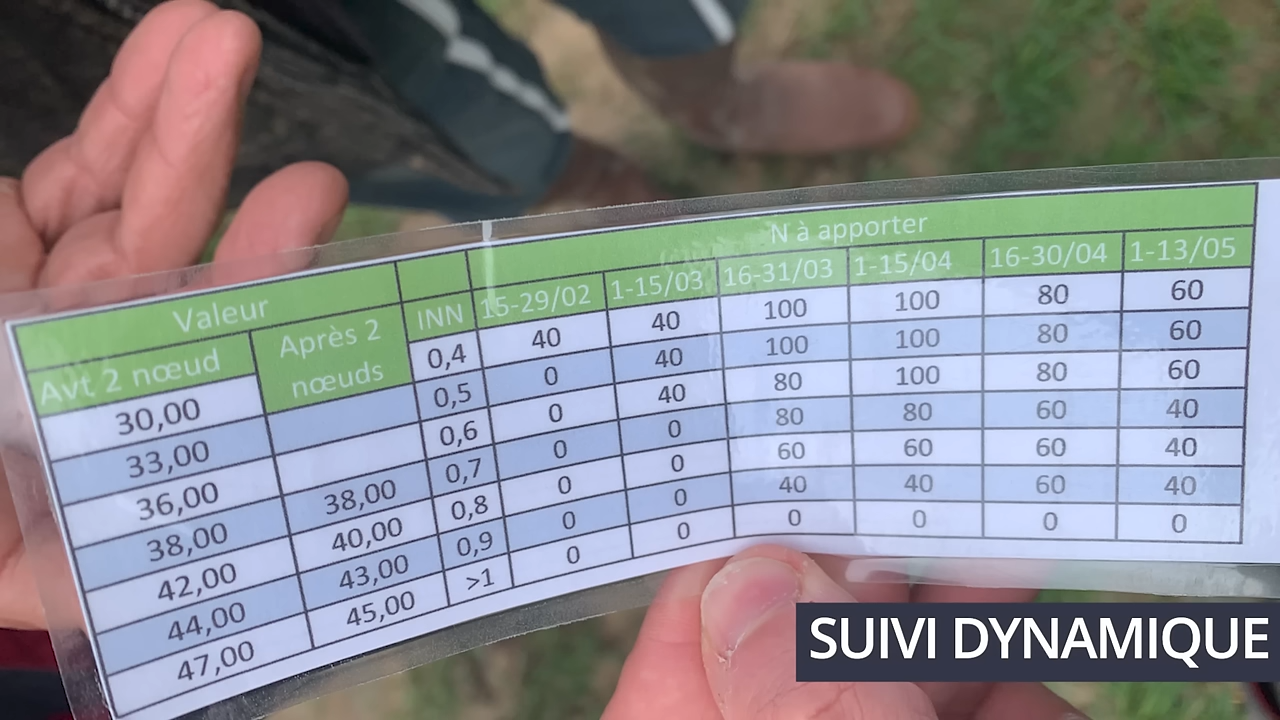 Valeur N à apporter
Avt 2 nœud Après 2 nœuds INN 15-29/02 1-15/03 16-31/03 1-15/04 16-30/04 1-13/05
30,00 0,4 40 40 100 100 80 60
33,00 0,5 0 40 100 100 80 60
36,00 0,6 0 40 80 100 80 60
38,00 38,00 0,7 0 0 80 80 60 40
42,00 40,00 0,8 0 0 60 60 60 40
44,00 43,00 0,9 0 0 40 40 60 40
47,00 45,00 >1 0 0 0 0 0 0
SUIVI DYNAMIQUE